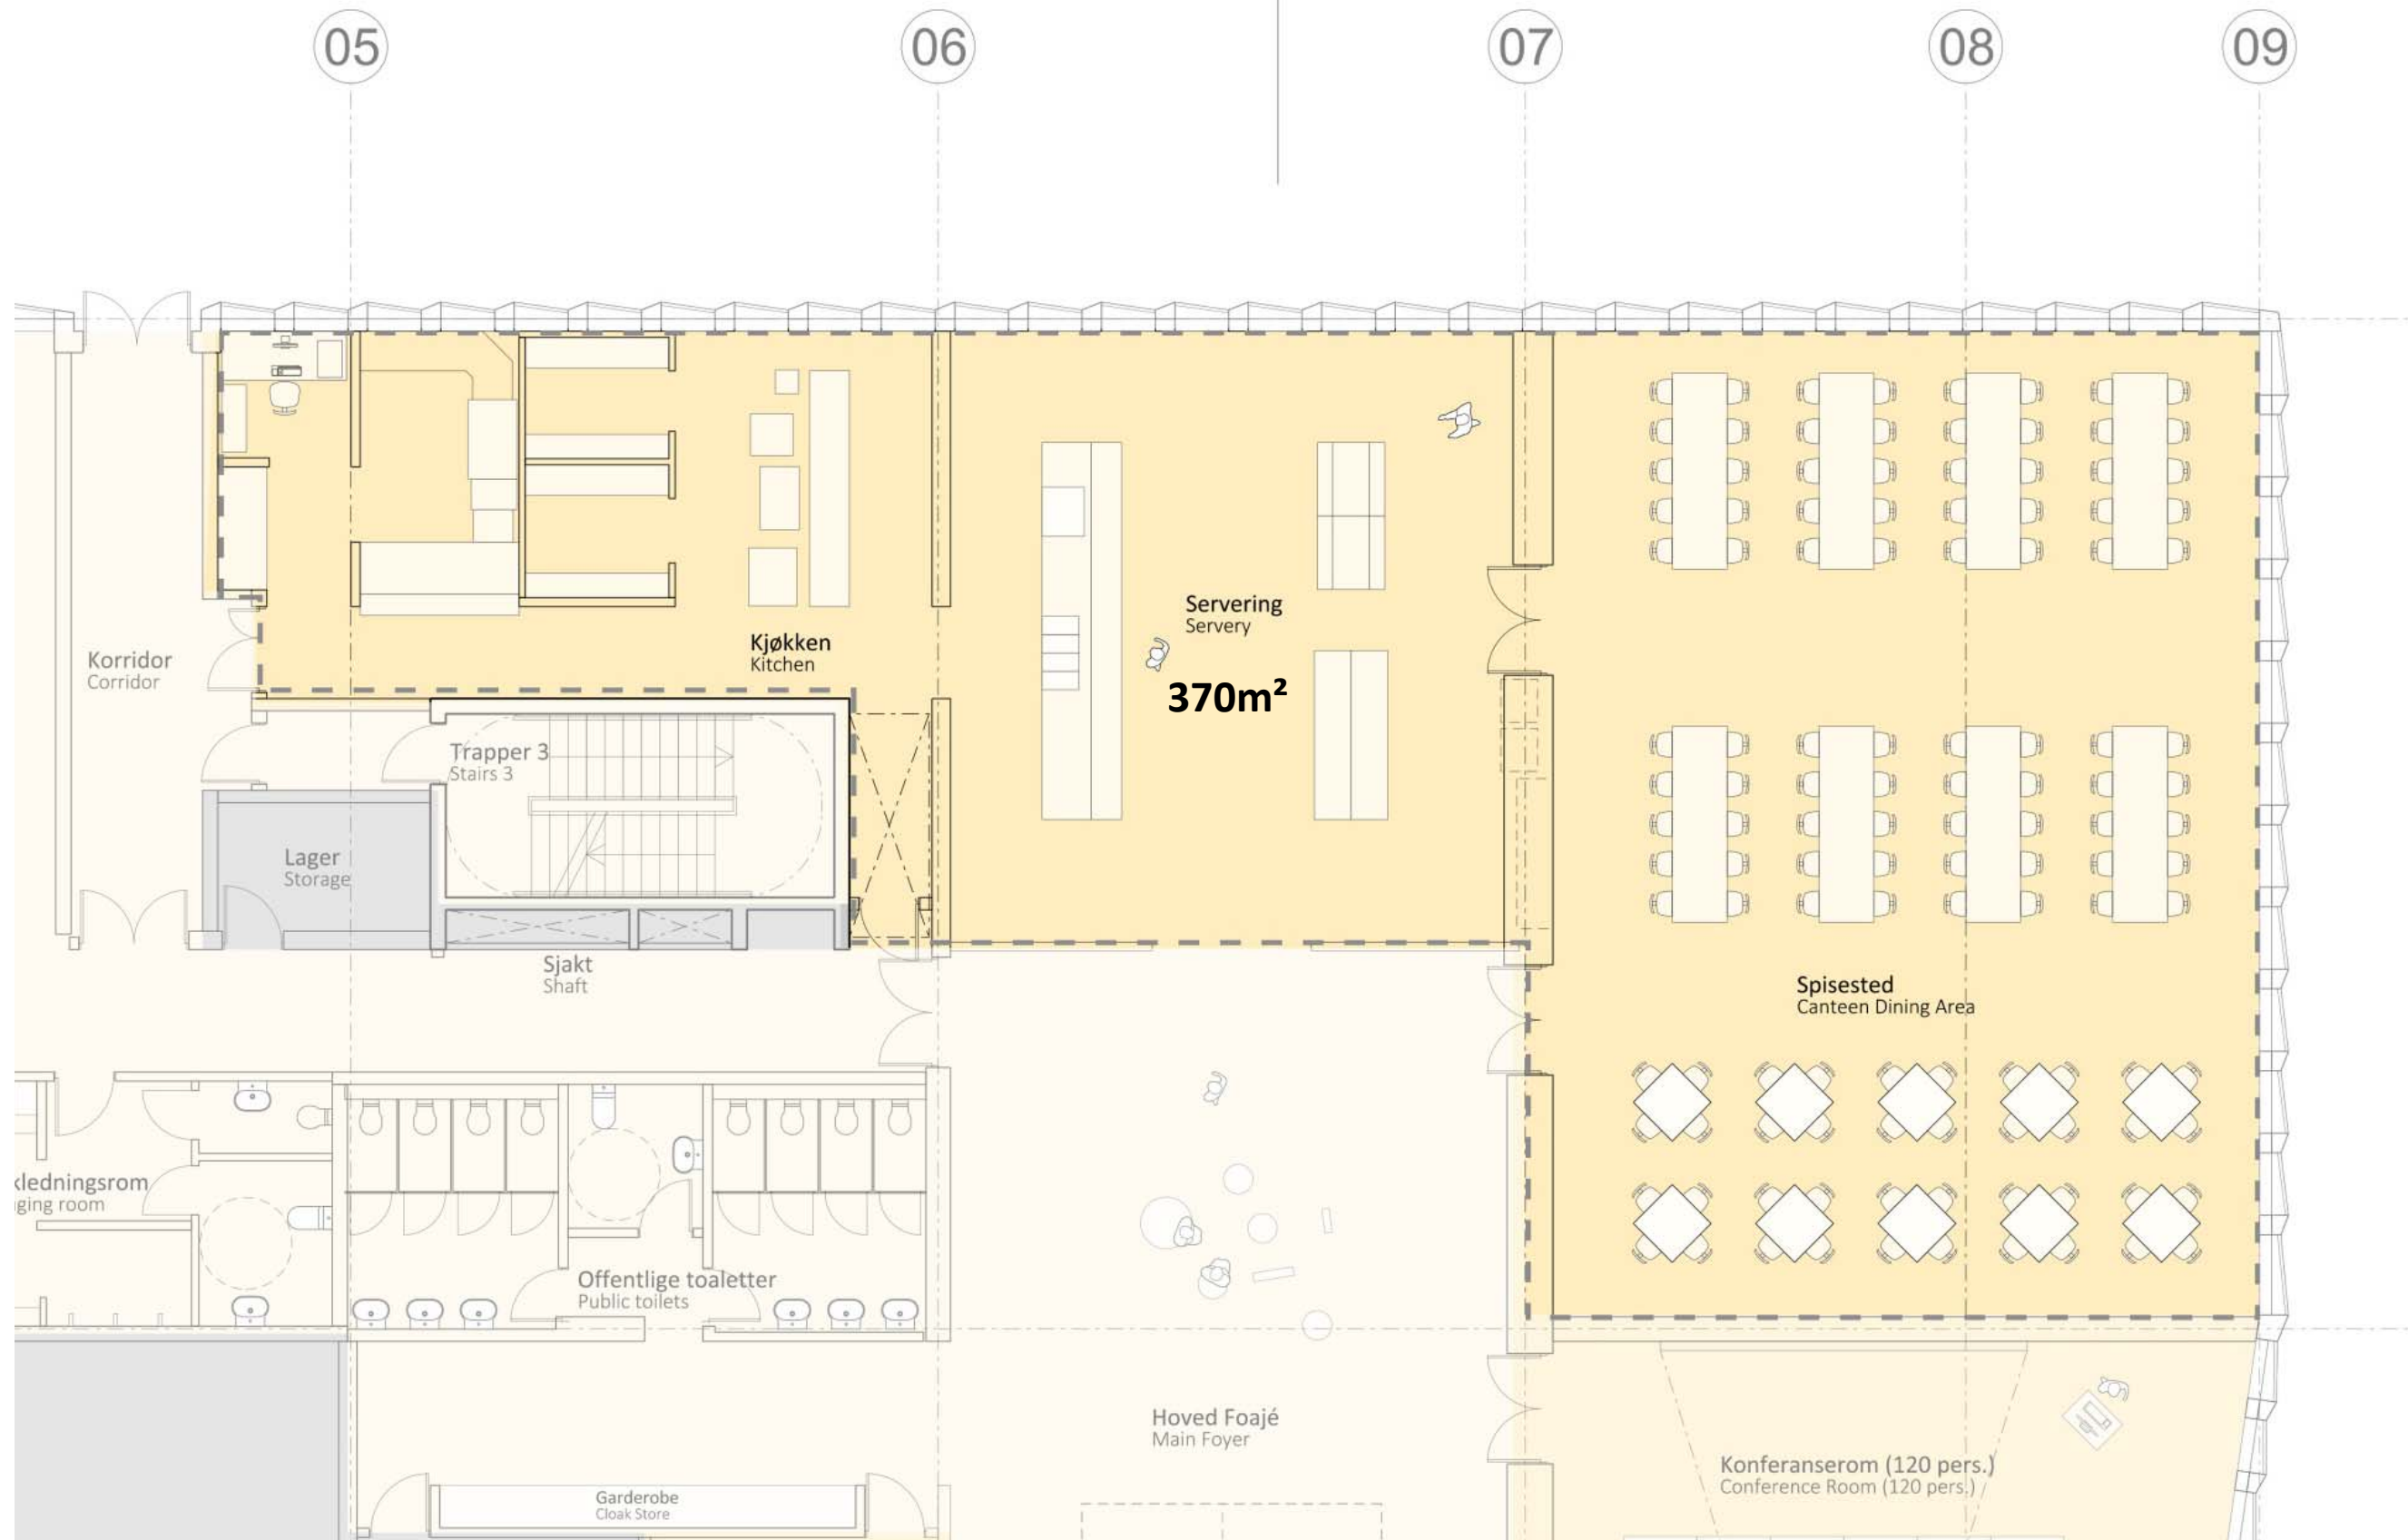 05
06
07
08
09
Servering
Servery
Kjøkken
Kitchen
370m²
Korridor
Corridor
Trapper 3
Stairs 3
Lager
Storage
Sjakt
Shaft
Spisested
Canteen Dining Area
kledningsrom
ging room
Offentlige toaletter
Public toilets
Hoved Foajé
Main Foyer
Konferanserom (120 pers.)
Conference Room (120 pers.)
Garderobe
Cloak Store